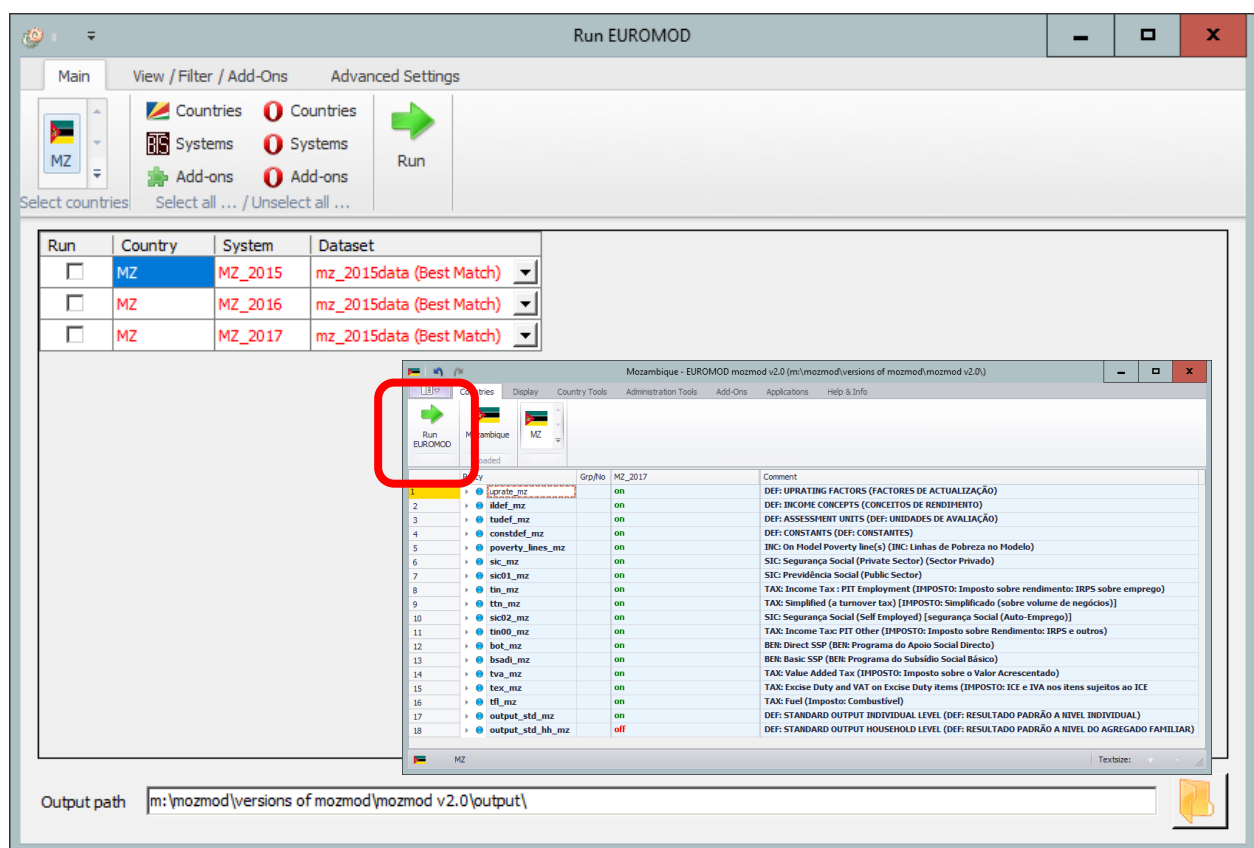 Run EUROMOD
Main View / Filter / Add-Ons Advanced Settings
MZ
Countries Countries
Systems Systems
Add-ons Add-ons
Run
Select countries Select all ... / Unselect all ...
Run Country System Dataset
MZ MZ_2015 mz_2015data (Best Match)
MZ MZ_2016 mz_2015data (Best Match)
MZ MZ_2017 mz_2015data (Best Match)
Mozambique - EUROMOD mozmod v2.0 (m:\mozmod\versions of mozmod\mozmod v2.0\)
Countries Display Country Tools Administration Tools Add-Ons Applications Help & Info
Run EUROMOD
MZ
Grp/No MZ_2017 Comment
1 uprate_mz on DEF: UPRATING FACTORS (FACTORES DE ACTUALIZAÇÃO)
2 ildef_mz on DEF: INCOME CONCEPTS (CONCEITOS DE RENDIMENTO)
3 tudef_mz on DEF: ASSESSMENT UNITS (DEF: UNIDADES DE AVALIAÇÃO)
4 constdef_mz on DEF: CONSTANTS (DEF: CONSTANTES)
5 poverty_lines_mz on INC: On Model Poverty line(s) (INC: Linhas de Pobreza no Modelo)
6 sic_mz on SIC: Segurança Social (Private Sector) (Sector Privado)
7 sic01_mz on SIC: Previdência Social (Public Sector)
8 tin_mz on TAX: Income Tax : PIT Employment (IMPOSTO: Imposto sobre rendimento: IRPS sobre emprego)
9 ttn_mz on TAX: Simplified (a turnover tax) [IMPOSTO: Simplificado (sobre volume de negócios)]
10 sic02_mz on SIC: Segurança Social (Self Employed) [segurança Social (Auto-Emprego)]
11 tin00_mz on TAX: Income Tax: PIT Other (IMPOSTO: Imposto sobre Rendimento: IRPS e outros)
12 bot_mz on BEN: Direct SSP (BEN: Programa do Apoio Social Directo)
13 bsadi_mz on BEN: Basic SSP (BEN: Programa do Subsídio Social Básico)
14 tva_mz on TAX: Value Added Tax (IMPOSTO: Imposto sobre o Valor Acrescentado)
15 tex_mz on TAX: Excise Duty and VAT on Excise Duty items (IMPOSTO: ICE e IVA nos itens sujeitos ao ICE
16 tfl_mz on TAX: Fuel (Imposto: Combustível)
17 output_std_mz on DEF: STANDARD OUTPUT INDIVIDUAL LEVEL (DEF: RESULTADO PADRÃO A NIVEL INDIVIDUAL)
18 output_std_hh_mz off DEF: STANDARD OUTPUT HOUSEHOLD LEVEL (DEF: RESULTADO PADRÃO A NIVEL DO AGREGADO FAMILIAR)
MZ Textsize:
Output path m:\mozmod\versions of mozmod\mozmod v2.0\output\